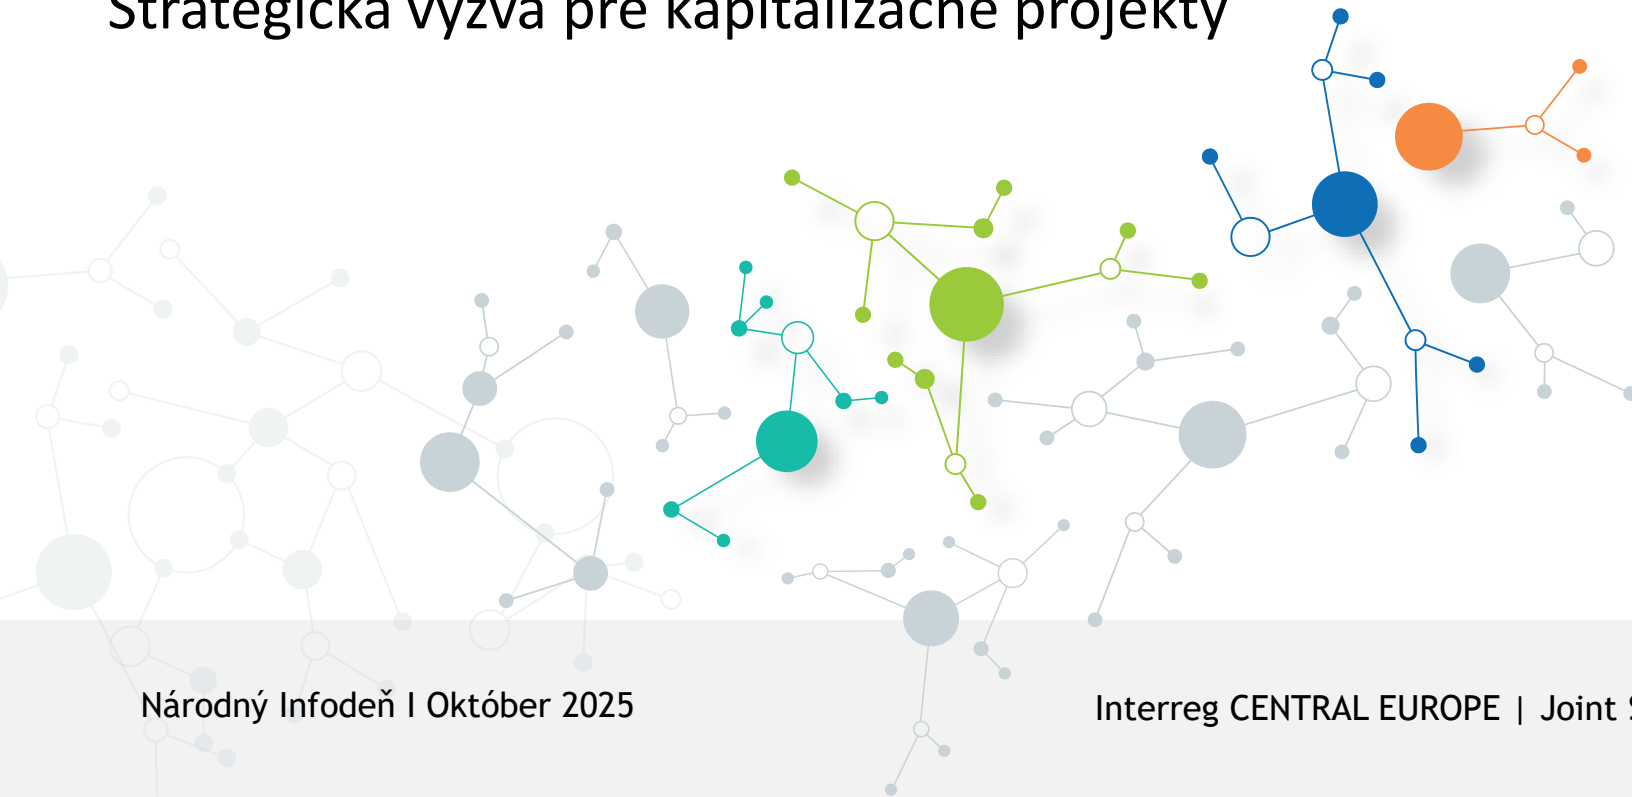 Strategická výzva pre kapitalizačné projekty
Národný Infodeň I Október 2025
Interreg CENTRAL EUROPE | Joint